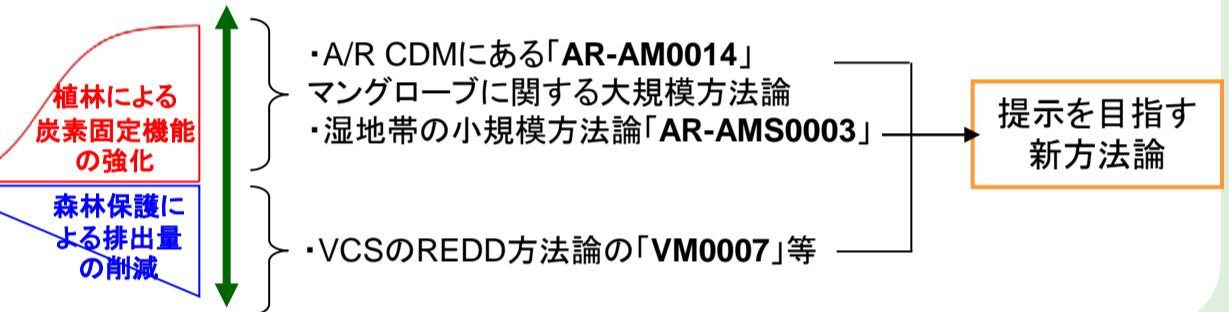 植林による
炭素固定機能
の強化
森林保護に
よる排出量
の削減
・A/R CDMにある「AR-AM0014」
マングローブに関する大規模方法論
・湿地帯の小規模方法論「AR-AMS0003」
・VCSのREDD方法論の「VM0007」等
提示を目指す
新方法論